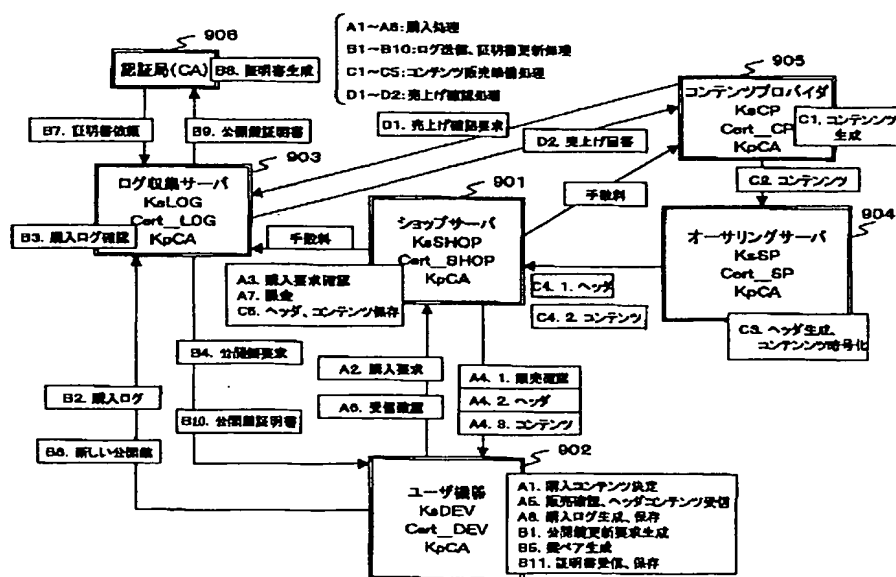 906
認証局(CA)
B8. 証明書生成
A1~A8:購入処理
B1~B10:ログ送信、証明書更新処理
C1~C5:コンテンツ販売準備処理
D1~D2:売上げ確認処理
905
コンテンツプロバイダ
KsCP
Cert__CP
KpCA
C1. コンテンンツ
生成
B7. 証明書依頼
B9. 公開鍵証明書
D1. 売上げ確認要求
D2. 売上げ回答
903
ログ収集サーバ
KsLOG
Cert__LOG
KpCA
B3. 購入ログ確認
手数料
901
ショップサーバ
KsSHOP
Cert__SHOP
KpCA
手数料
C2. コンテンンツ
904
オーサリングサーバ
KsSP
Cert__SP
KpCA
A3. 購入要求確認
A7. 課金
C5. ヘッダ、コンテンツ保存
C4. 1. ヘッダ
C4. 2. コンテンツ
C3. ヘッダ生成、
コンテンンツ暗号化
B4. 公開鍵要求
A2. 購入要求
A4. 1. 販売確認
B2. 購入ログ
A6. 受信確認
A4. 2. ヘッダ
B10. 公開鍵証明書
A4. 3. コンテンツ
B6. 新しい公開鍵
902
ユーザ機器
KsDEV
Cert__DEV
KpCA
A1. 購入コンテンツ決定
A5. 販売確認、ヘッダコンテンツ受信
A8. 購入ログ生成、保存
B1. 公開鍵更新要求生成
B5. 鍵ペア生成
B11. 証明書受信、保存